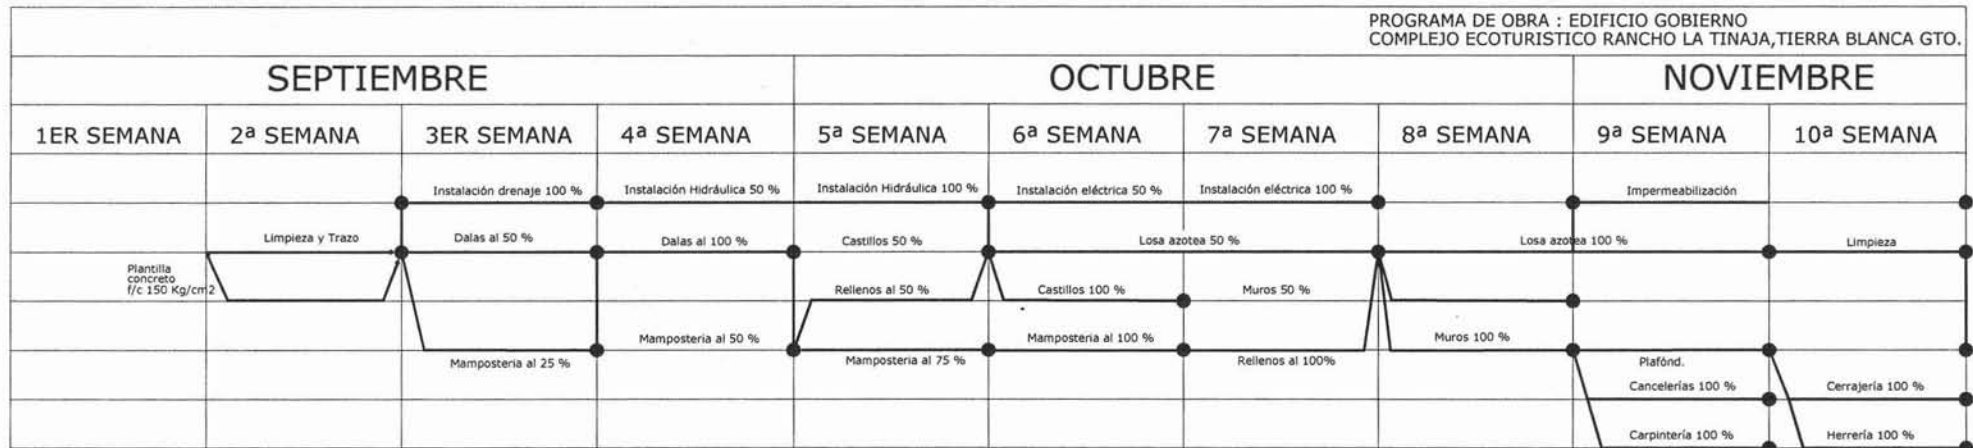 PROGRAMA DE OBRA : EDIFICIO GOBIERNO
COMPLEJO ECOTURISTICO RANCHO LA TINAJA,TIERRA BLANCA GTO.
SEPTIEMBRE
OCTUBRE
NOVIEMBRE
1ER SEMANA
2ª SEMANA
3ER SEMANA
4ª SEMANA
5ª SEMANA
6ª SEMANA
7ª SEMANA
8ª SEMANA
9ª SEMANA
10ª SEMANA
Instalación drenaje 100 %
Instalación Hidráulica 50 %
Instalación Hidráulica 100 %
Instalación eléctrica 50 %
Instalación eléctrica 100 %
Impermeabilización
Limpieza y Trazo
Dalas al 50 %
Dalas al 100 %
Castillos 50 %
Losa azotea 50 %
Losa azotea 100 %
Limpieza
Plantilla
concreto
f/c 150 Kg/cm2
Rellenos al 50 %
Castillos 100 %
Muros 50 %
Mamposteria al 25 %
Mamposteria al 50 %
Mamposteria al 75 %
Mamposteria al 100 %
Rellenos al 100%
Muros 100 %
Plafónd.
Cancelerías 100 %
Cerrajería 100 %
Carpintería 100 %
Herrería 100 %